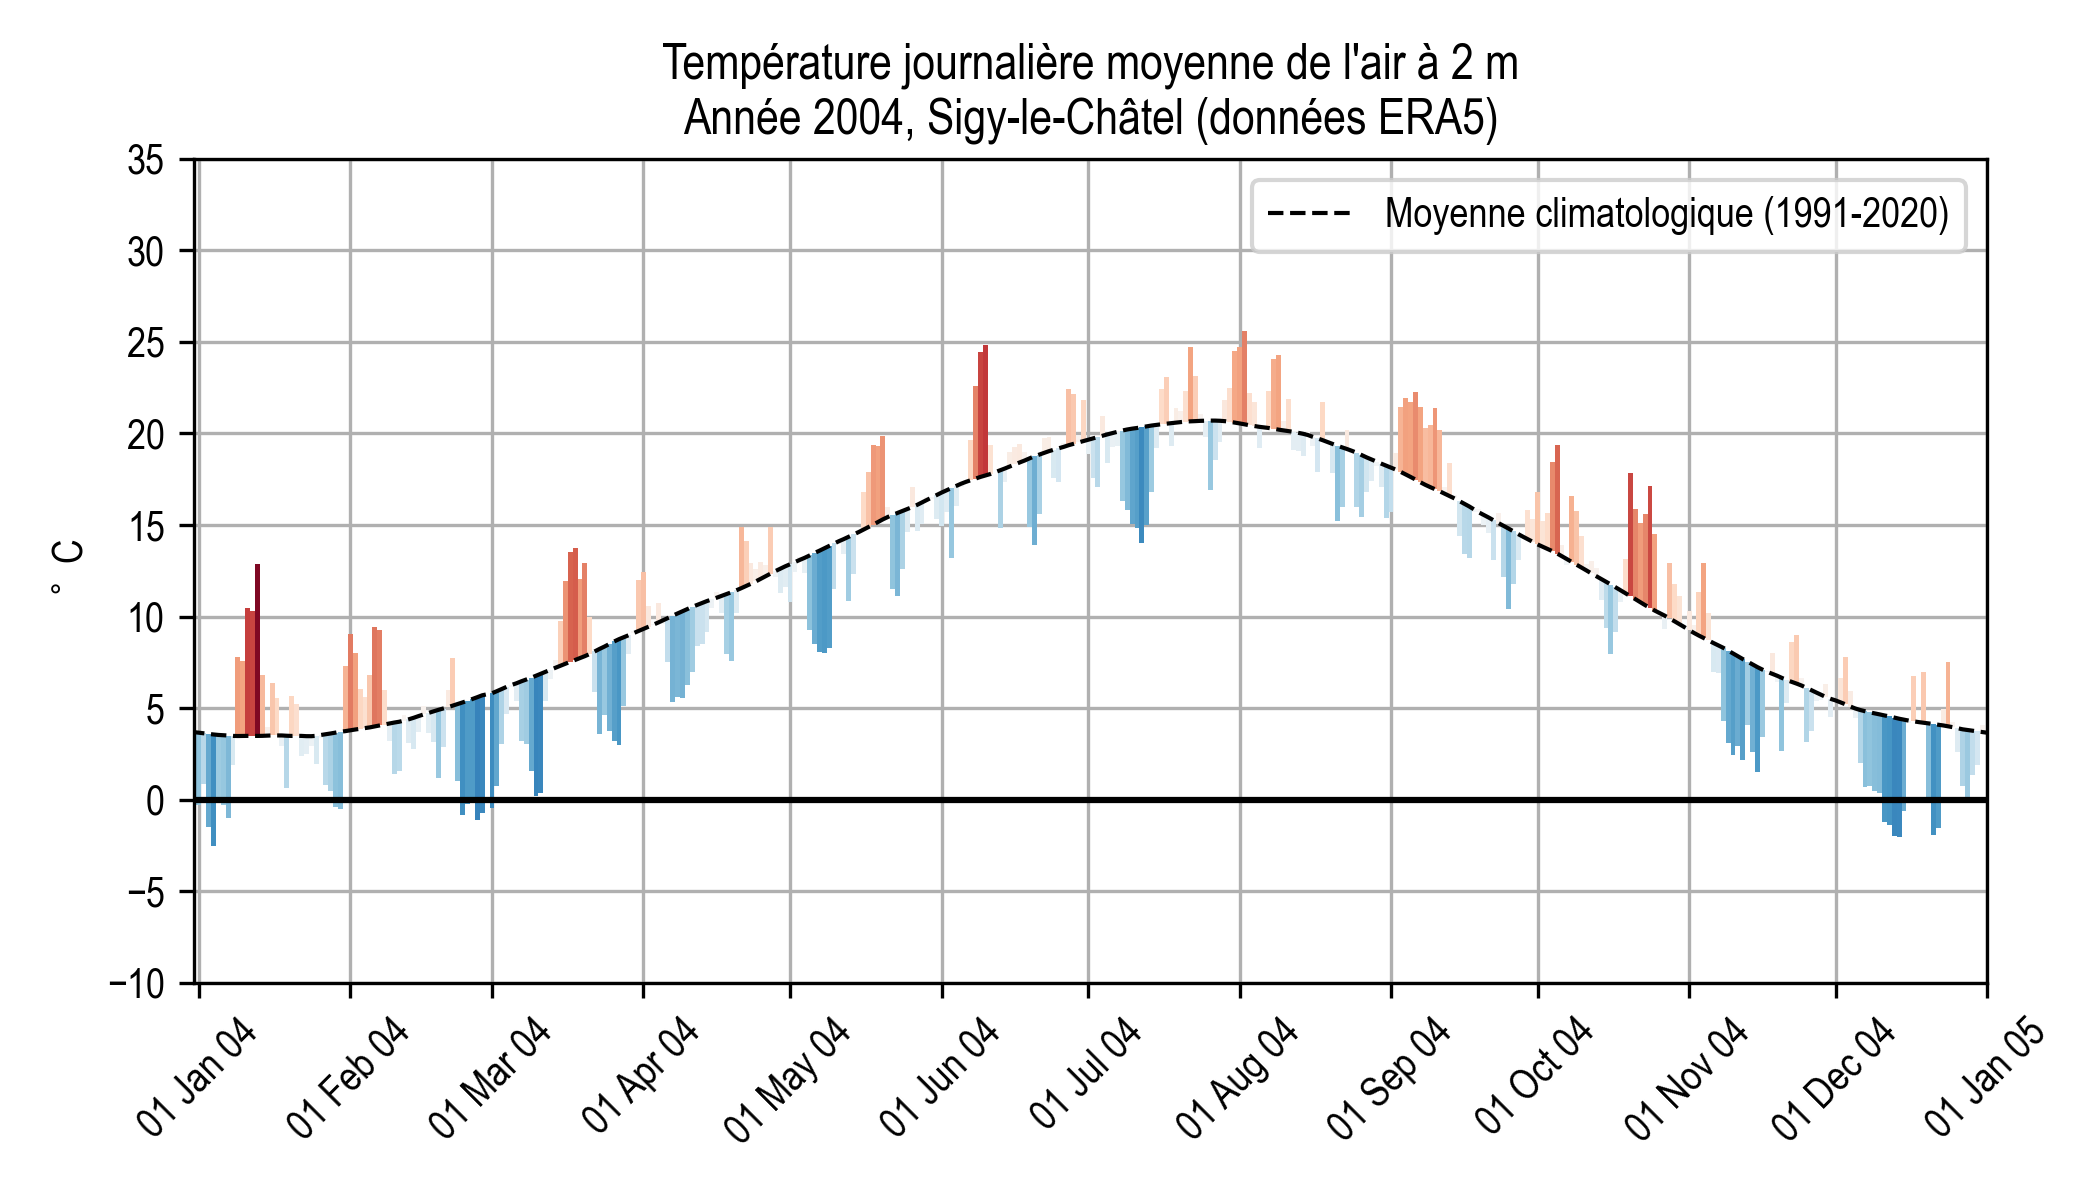 Température journalière moyenne de l'air à 2 m
Année 2004, Sigy-le-Châtel (données ERA5)
35
30
25
20
15
10
5
0
−5
−10
° C
Moyenne climatologique (1991-2020)
01 Jan 04
01 Feb 04
01 Mar 04
01 Apr 04
01 May 04
01 Jun 04
01 Jul 04
01 Aug 04
01 Sep 04
01 Oct 04
01 Nov 04
01 Dec 04
01 Jan 05